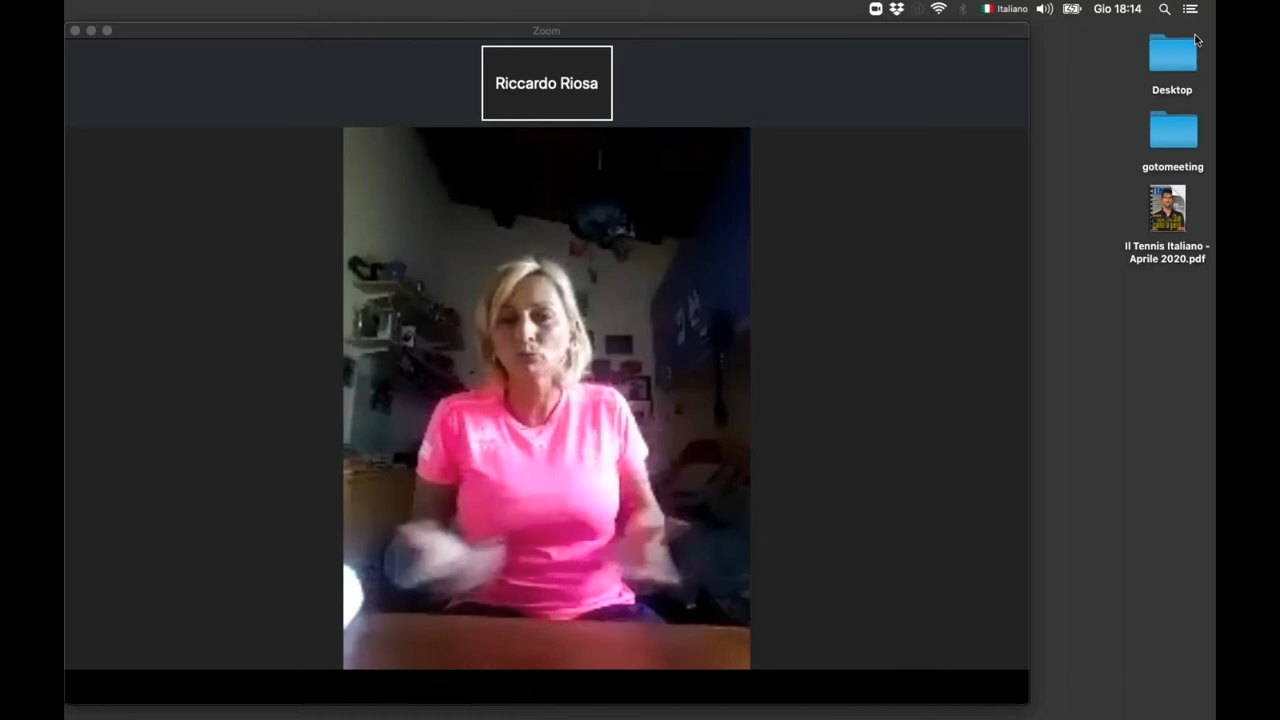 Italiano
Gio 18:14
Zoom
Riccardo Riosa
Desktop
gotomeeting
Il Tennis Italiano -
Aprile 2020.pdf